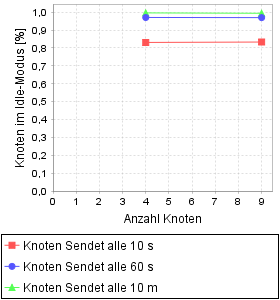 Knoten im Idle-Modus [%]
1,0
0,9
0,8
0,7
0,6
0,5
0,4
0,3
0,2
0,1
0,0
0 1 2 3 4 5 6 7 8 9
Anzahl Knoten
Knoten Sendet alle 10 s
Knoten Sendet alle 60 s
Knoten Sendet alle 10 m